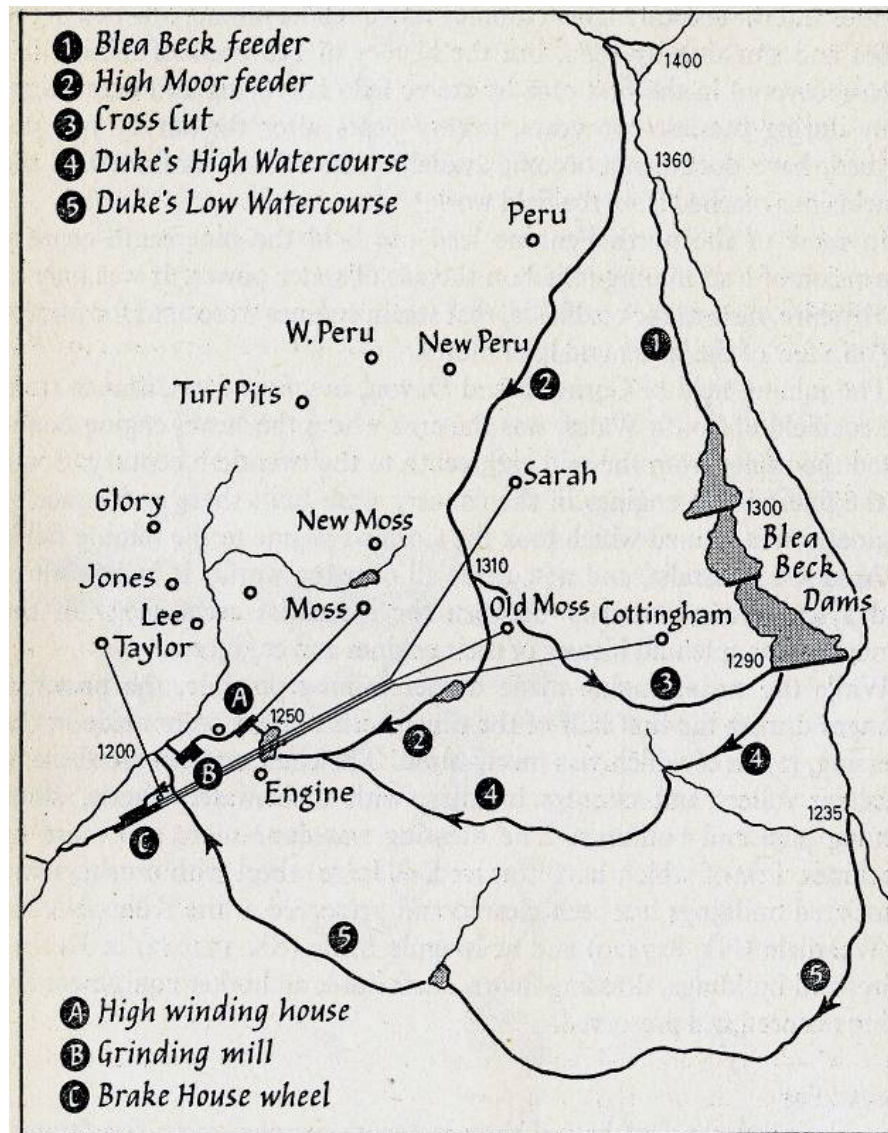 1 Blea Beck feeder
2 High Moor feeder
3 Cross Cut
4 Duke's High Watercourse
5 Duke's Low Watercourse
1400
1360
Peru
W. Peru
New Peru
1
2
Turf Pits
Sarah
Glory
New Moss
1300
Blea
Beck
Dams
1310
Jones
Moss
Old Moss
Cottingham
Lee
Taylor
1290
3
A
1250
2
4
1200
B
Engine
4
1235
C
5
5
A High winding house
B Grinding mill
C Brake House wheel